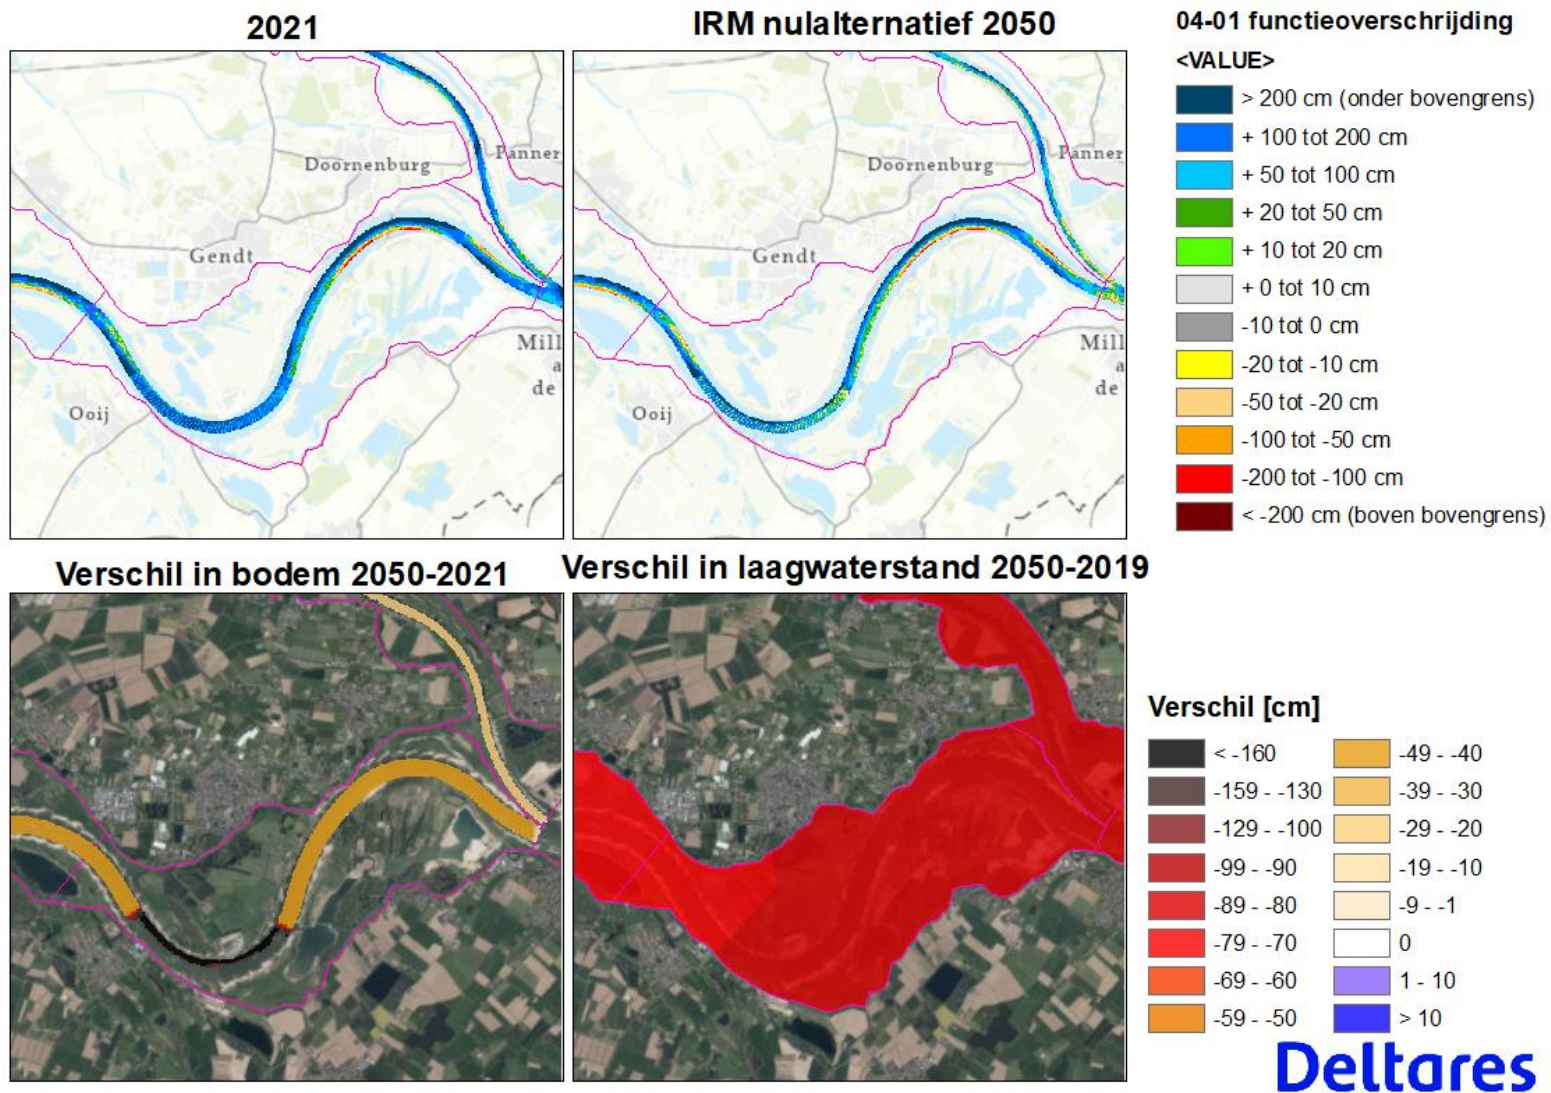 2021
IRM nulalternatief 2050
04-01 functieoverschrijding
<VALUE>
> 200 cm (onder bovengrens)
+ 100 tot 200 cm
+ 50 tot 100 cm
+ 20 tot 50 cm
+ 10 tot 20 cm
+ 0 tot 10 cm
-10 tot 0 cm
-20 tot -10 cm
-50 tot -20 cm
-100 tot -50 cm
-200 tot -100 cm
< -200 cm (boven bovengrens)
Doornenburg
Panner
Gendt
Mill
a
de
Ooij
Doornenburg
Panner
Gendt
Mill
a
de
Ooij
Verschil in bodem 2050-2021
Verschil in laagwaterstand 2050-2019
Verschil [cm]
< -160
-159 - -130
-129 - -100
-99 - -90
-89 - -80
-79 - -70
-69 - -60
-59 - -50
-49 - -40
-39 - -30
-29 - -20
-19 - -10
-9 - -1
0
1 - 10
> 10
Deltares